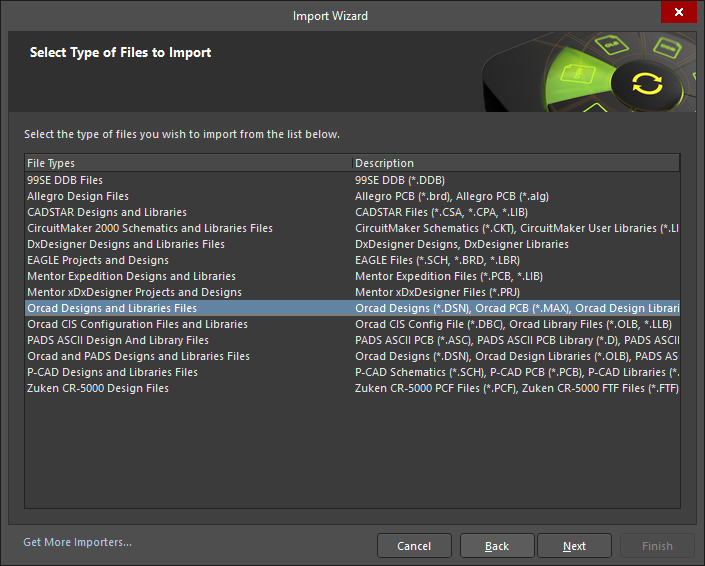 Import Wizard
Select Type of Files to Import
Select the type of files you wish to import from the list below.
File Types Description
99SE DDB Files 99SE DDB (*.DDB)
Allegro Design Files Allegro PCB (*.brd), Allegro PCB (*.alg)
CADSTAR Designs and Libraries CADSTAR Files (*.CSA, *.CPA, *.LIB)
CircuitMaker 2000 Schematics and Libraries Files CircuitMaker Schematics (*.CKT), CircuitMaker User Libraries (*.LI
DxDesigner Designs and Libraries Files DxDesigner Designs, DxDesigner Libraries
EAGLE Projects and Designs EAGLE Files (*.SCH, *.BRD, *.LBR)
Mentor Expedition Designs and Libraries Mentor Expedition Files (*.PCB, *.LIB)
Mentor xDxDesigner Projects and Designs Mentor xDxDesigner Files (*.PRJ)
Orcad Designs and Libraries Files Orcad Designs (*.DSN), Orcad PCB (*.MAX), Orcad Design Librari
Orcad CIS Configuration Files and Libraries Orcad CIS Config File (*.DBC), Orcad Library Files (*.OLB, *.LLB)
PADS ASCII Design And Library Files PADS ASCII PCB (*.ASC), PADS ASCII PCB Library (*.D), PADS ASCII
Orcad and PADS Designs and Libraries Files Orcad Designs (*.DSN), Orcad Design Libraries (*.OLB), PADS AS
P-CAD Designs and Libraries Files P-CAD Schematics (*.SCH), P-CAD PCB (*.PCB), P-CAD Libraries (*.
Zuken CR-5000 Design Files Zuken CR-5000 PCF Files (*.PCF), Zuken CR-5000 FTF Files (*.FTF)
Get More Importers...
Cancel Back Next Finish